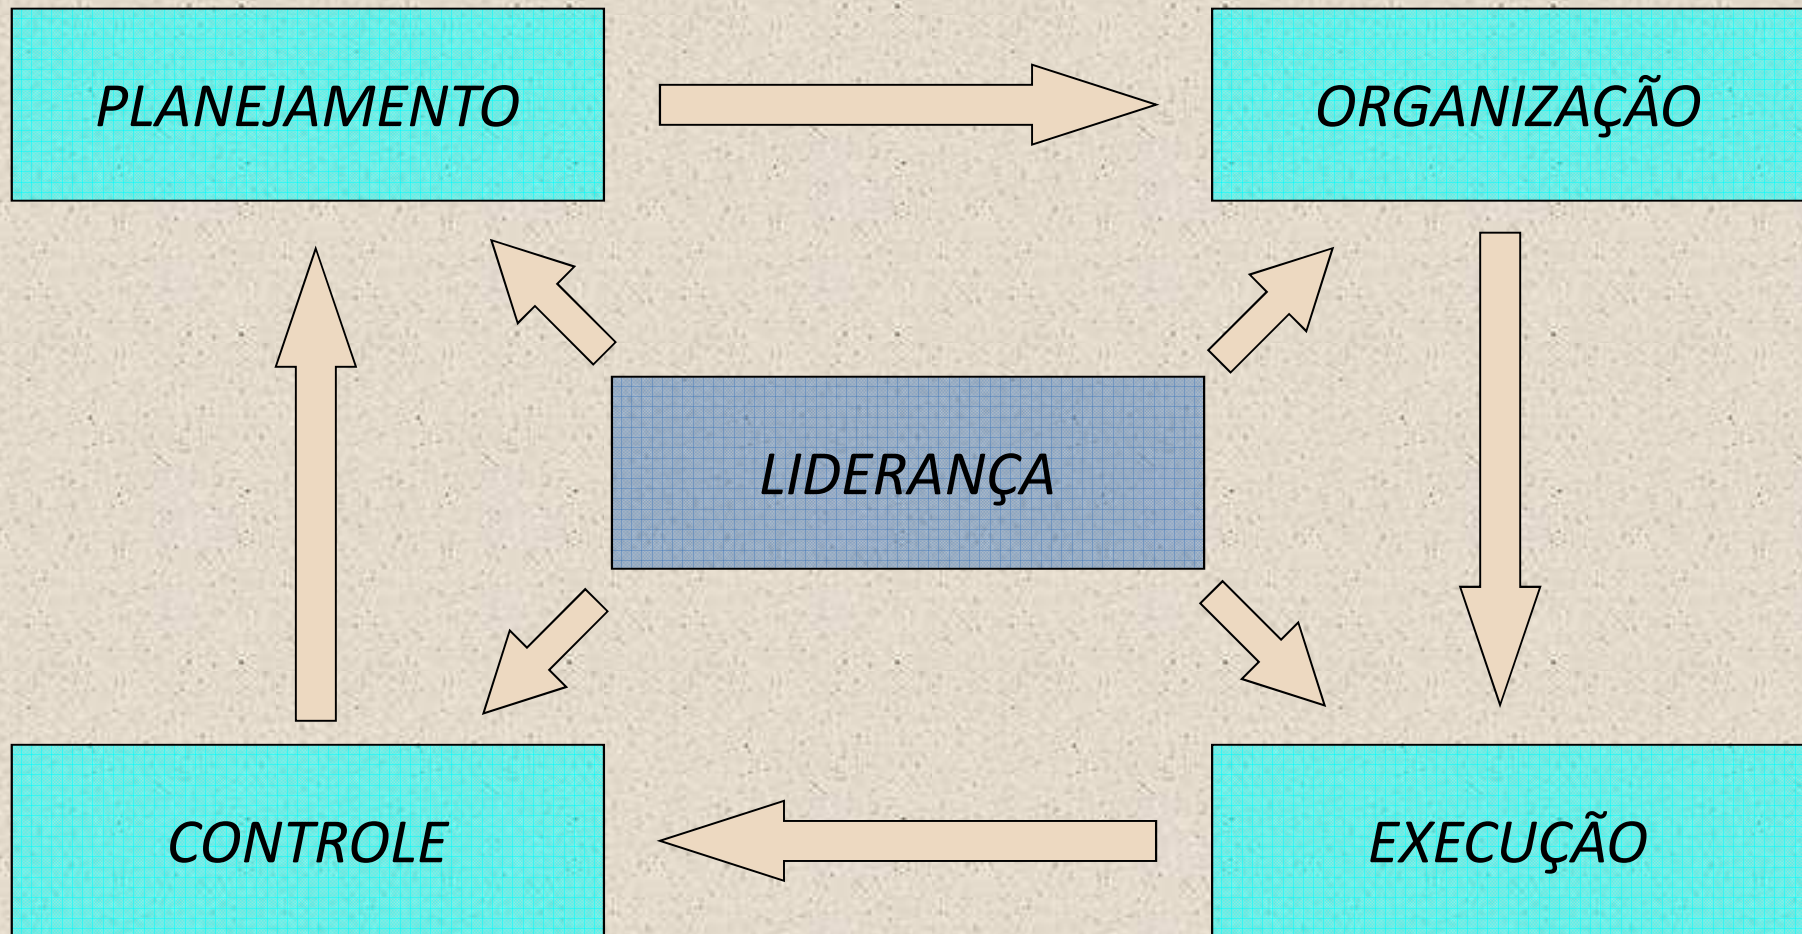 PLANEJAMENTO
ORGANIZAÇÃO
LIDERANÇA
CONTROLE
EXECUÇÃO